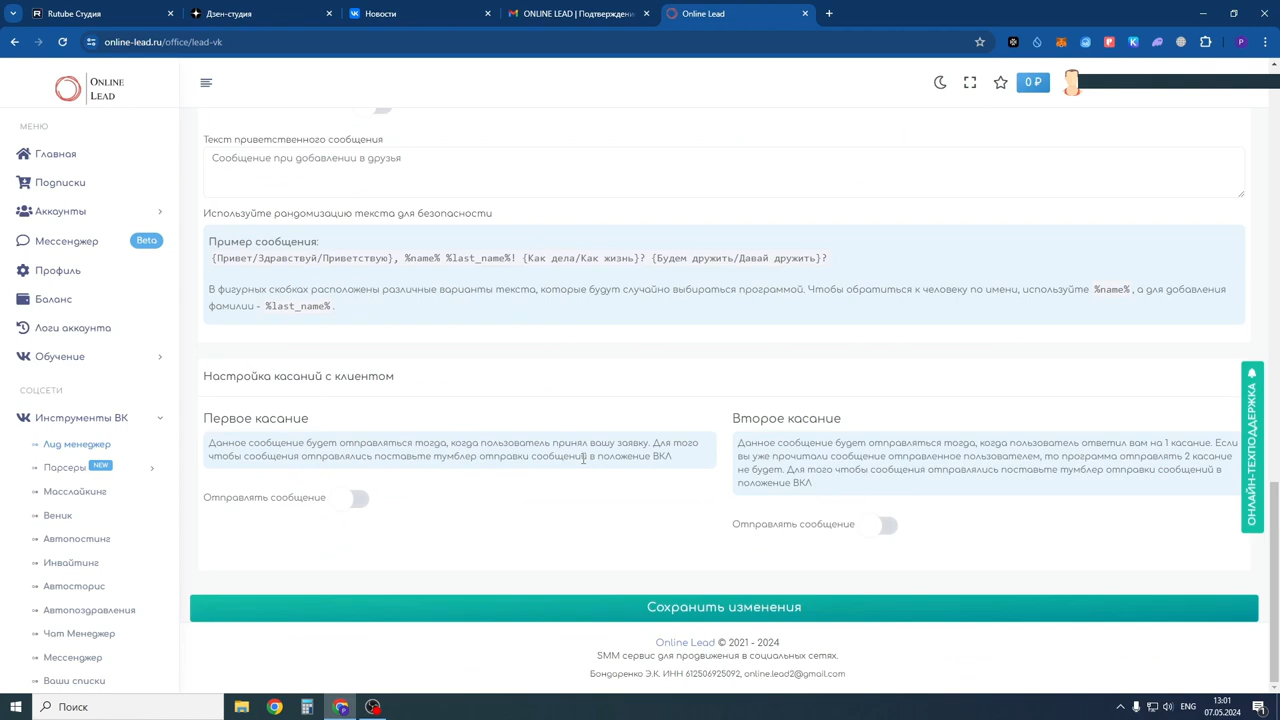 Rutube Студия
Дзен-студия
Новости
ONLINE LEAD | Подтверждени
Online Lead
online-lead.ru/office/lead-vk
ONLINE
LEAD
0 ₽
МЕНЮ
Главная
Подписки
Аккаунты
Мессенджер
Beta
Профиль
Баланс
Логи аккаунта
Обучение
СОЦСЕТИ
Инструменты ВК
Лид менеджер
Парсеры NEW
Масслайкинг
Веник
Автопостинг
Инвайтинг
Автосторис
Автопоздравления
Чат Менеджер
Мессенджер
Ваши списки
Текст приветственного сообщения
Сообщение при добавлении в друзья
Используйте рандомизацию текста для безопасности
Пример сообщения:
{Привет/Здравствуй/Приветствую}, %name% %last_name%! {Как дела/Как жизнь}? {Будем дружить/Давай дружить}?
В фигурных скобках расположены различные варианты текста, которые будут случайно выбираться программой. Чтобы обратиться к человеку по имени, используйте %name%, а для добавления
фамилии - %last_name%.
Настройка касаний с клиентом
Первое касание
Данное сообщение будет отправляться тогда, когда пользователь принял вашу заявку. Для того
чтобы сообщения отправлялись поставьте тумблер отправки сообщений в положение ВКЛ
Отправлять сообщение
Второе касание
Данное сообщение будет отправляться тогда, когда пользователь ответил вам на 1 касание. Если
вы уже прочитали сообщение отправленное пользователем, то программа отправлять 2 касание
не будет. Для того чтобы сообщения отправлялись поставьте тумблер отправки сообщений в
положение ВКЛ
Отправлять сообщение
ОНЛАЙН-ТЕХПОДДЕРЖКА
Сохранить изменения
Online Lead © 2021 - 2024
SMM сервис для продвижения в социальных сетях.
Бондаренко Э.К. ИНН 612506925092, online.lead2@gmail.com
Поиск
ENG
13:01
07.05.2024